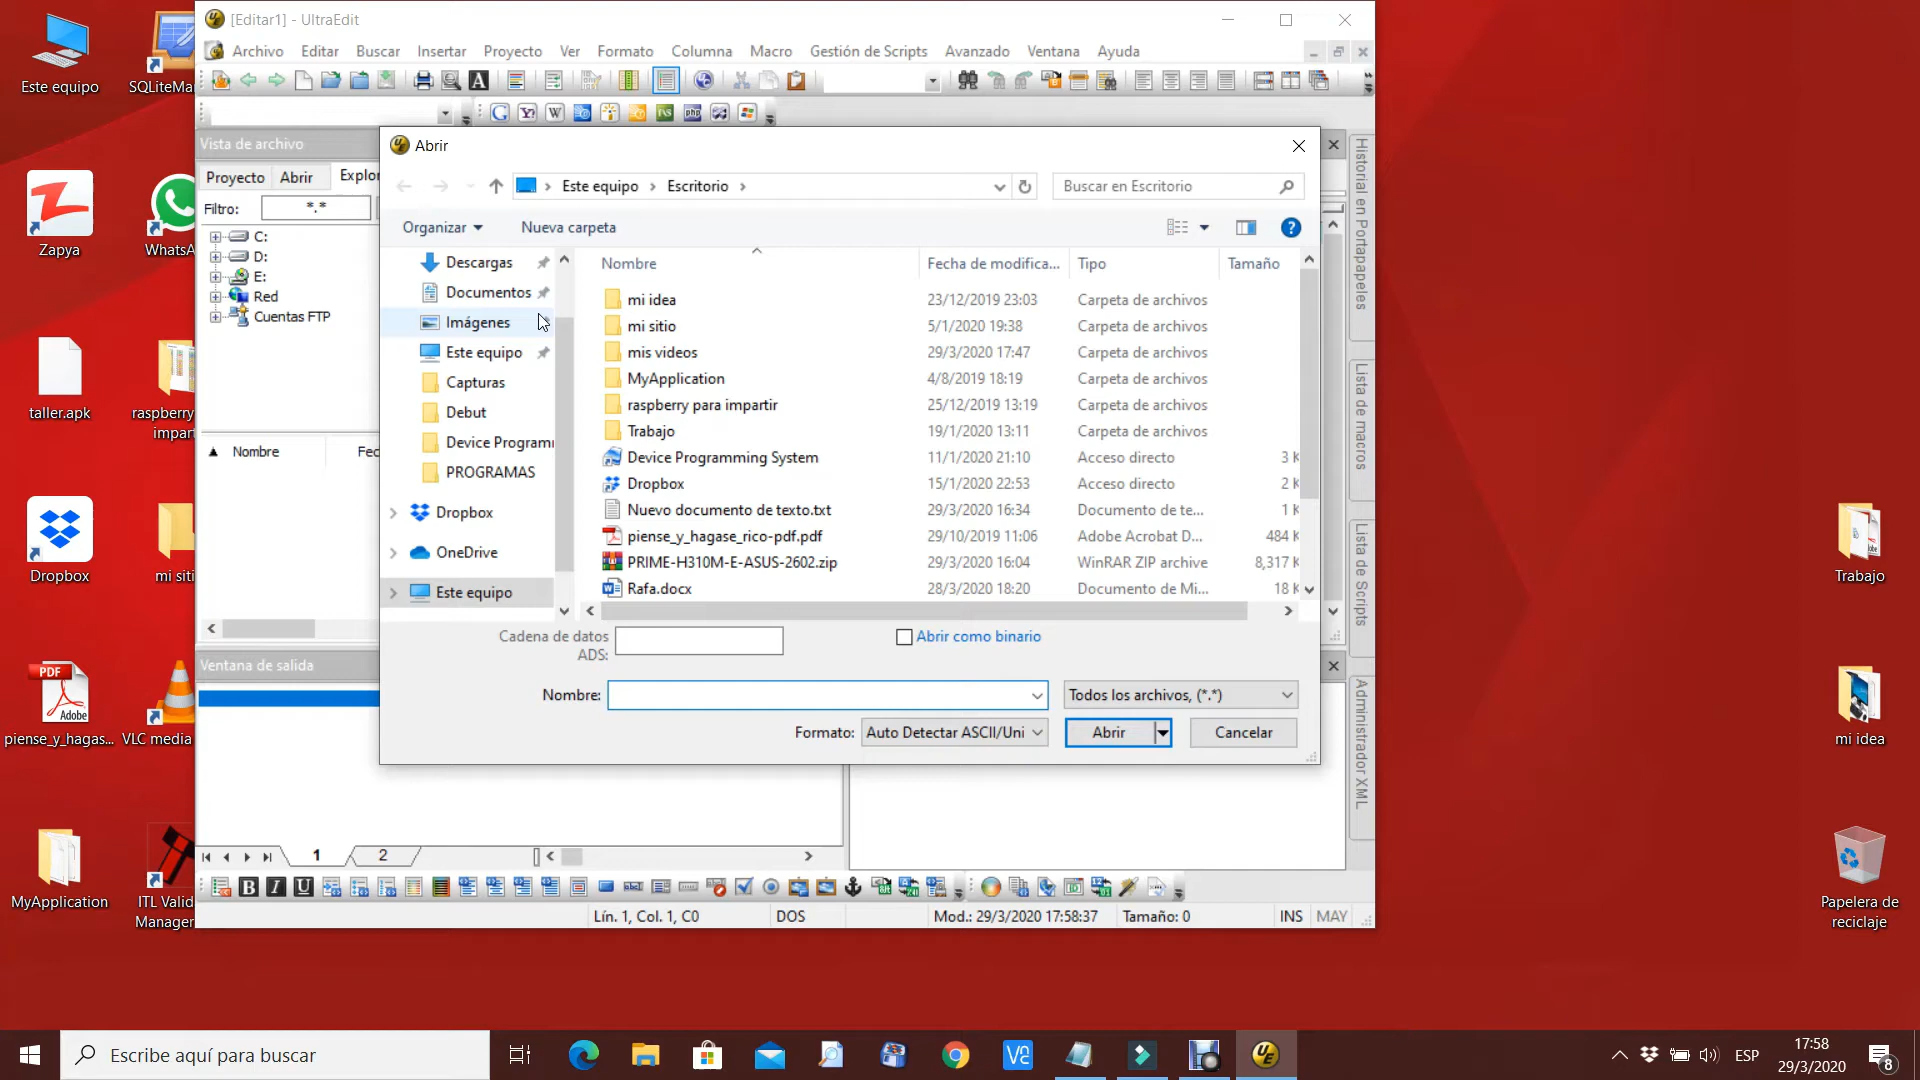 [Editar1] - UltraEdit
Archivo Editar Buscar Insertar Proyecto Ver Formato Columna Macro Gestión de Scripts Avanzado Ventana Ayuda
Vista de archivo
Proyecto Abrir Explor
Filtro: *.*
C:
D:
E:
Red
Cuentas FTP
Nombre Fec
Abrir
Este equipo Escritorio
Buscar en Escritorio
Organizar Nueva carpeta
Descargas
Documentos
Imágenes
Este equipo
Capturas
Debut
Device Program
PROGRAMAS
Dropbox
OneDrive
Este equipo
Nombre Fecha de modifica... Tipo Tamaño
mi idea 23/12/2019 23:03 Carpeta de archivos
mi sitio 5/1/2020 19:38 Carpeta de archivos
mis videos 29/3/2020 17:47 Carpeta de archivos
MyApplication 4/8/2019 18:19 Carpeta de archivos
raspberry para impartir 25/12/2019 13:19 Carpeta de archivos
Trabajo 19/1/2020 13:11 Carpeta de archivos
Device Programming System 11/1/2020 21:10 Acceso directo 3 K
Dropbox 15/1/2020 22:53 Acceso directo 2 K
Nuevo documento de texto.txt 29/3/2020 16:34 Documento de te... 1 K
piense_y_hagase_rico-pdf.pdf 29/10/2019 11:06 Adobe Acrobat D... 484 K
PRIME-H310M-E-ASUS-2602.zip 29/3/2020 16:04 WinRAR ZIP archive 8,317 K
Rafa.docx 28/3/2020 18:20 Documento de Mi... 18 K
Cadena de datos
ADS:
Abrir como binario
Nombre:
Todos los archivos, (*.*)
Formato: Auto Detectar ASCII/Uni
Abrir Cancelar
Historial en Portapapeles
Lista de macros
Lista de Scripts
Administrador XML
Ventana de salida
1 2
Lín. 1, Col. 1, C0 DOS Mod.: 29/3/2020 17:58:37 Tamaño: 0 INS MAY
Este equipo
SQLiteMa
Zapya
WhatsA
taller.apk
raspberry
impart
Dropbox
mi siti
PDF
Adobe
piense_y_hagas...
VLC media
MyApplication
ITL Valid
Manager
Trabajo
mi idea
Papelera de
reciclaje
Escribe aquí para buscar
ESP
17:58
29/3/2020
8